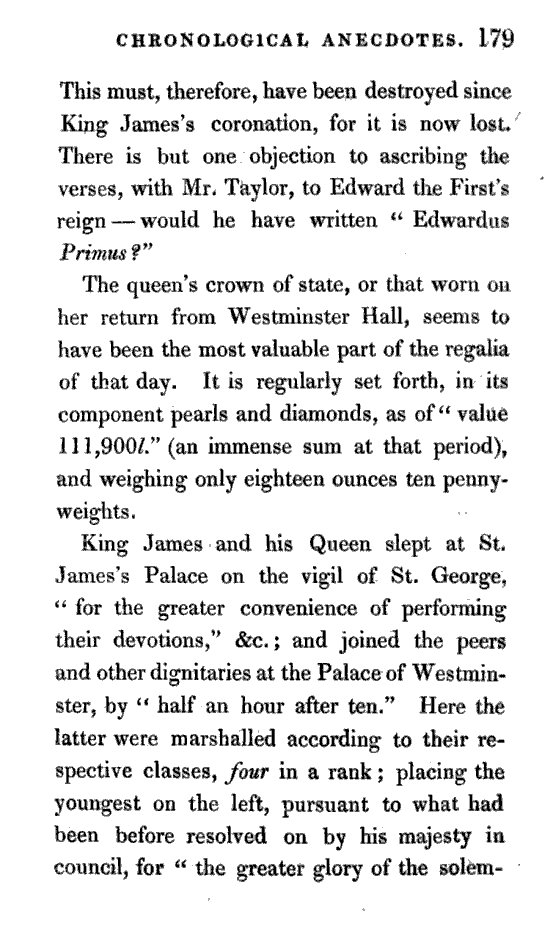 CHRONOLOGICAL ANECDOTES. 179
This must, therefore, have been destroyed since
King James's coronation, for it is now lost.
There is but one objection to ascribing the
verses, with Mr. Taylor, to Edward the First's
reign — would he have written “ Edwardus
Primus?”
The queen's crown of state, or that worn on
her return from Westminster Hall, seems to
have been the most valuable part of the regalia
of that day. It is regularly set forth, in its
component pearls and diamonds, as of “ value
111,900l.” (an immense sum at that period),
and weighing only eighteen ounces ten penny-
weights.
King James and his Queen slept at St.
James's Palace on the vigil of St. George,
“ for the greater convenience of performing
their devotions,” &c.; and joined the peers
and other dignitaries at the Palace of Westmin-
ster, by “ half an hour after ten.” Here the
latter were marshalled according to their re-
spective classes, four in a rank; placing the
youngest on the left, pursuant to what had
been before resolved on by his majesty in
council, for “ the greater glory of the solem-